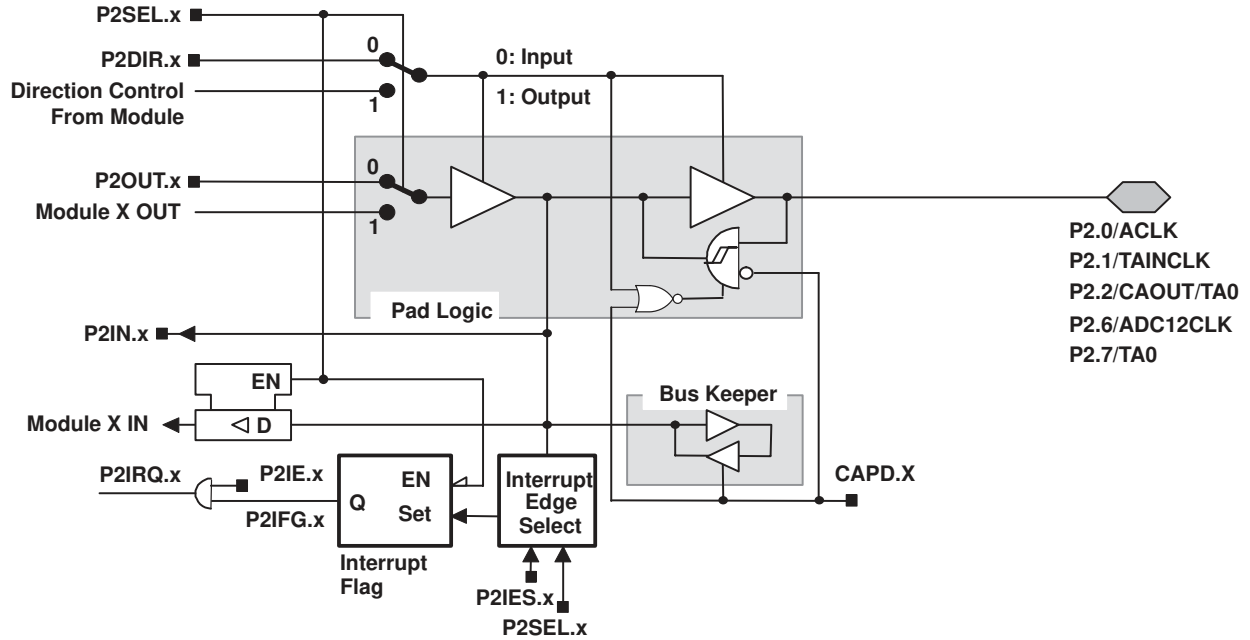 P2SEL.x
P2DIR.x
0
0: Input
Direction Control
From Module
1
1: Output
P2OUT.x
0
Module X OUT
1
P2.0/ACLK
P2.1/TAINCLK
P2.2/CAOUT/TA0
P2.6/ADC12CLK
P2.7/TA0
Pad Logic
P2IN.x
EN
D
Module X IN
Bus Keeper
CAPD.X
P2IRQ.x
P2IE.x
P2IFG.x
Q
EN
Set
Interrupt
Edge
Select
Interrupt
Flag
P2IES.x
P2SEL.x